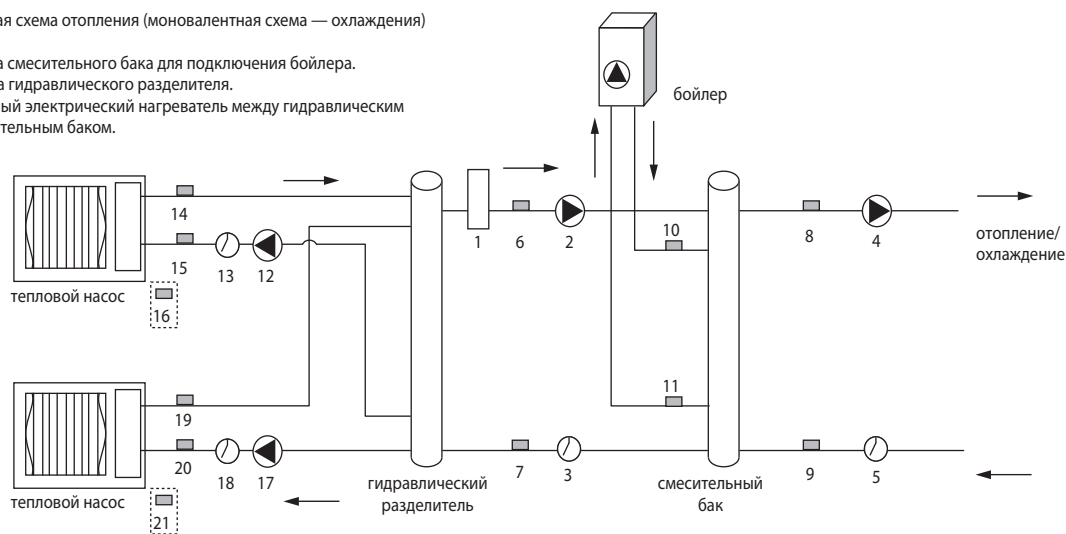 ая схема отопления (моновалентная схема — охлаждения)
а смесительного бака для подключения бойлера.
а гидравлического разделителя.
ный электрический нагреватель между гидравлическим
тельным баком.
бойлер
14
15
13
12
тепловой насос
16
1
6
2
10
8
4
отопление/
охлаждение
11
19
20
18
17
тепловой насос
21
гидравлический
разделитель
7
3
смесительный
бак
9
5